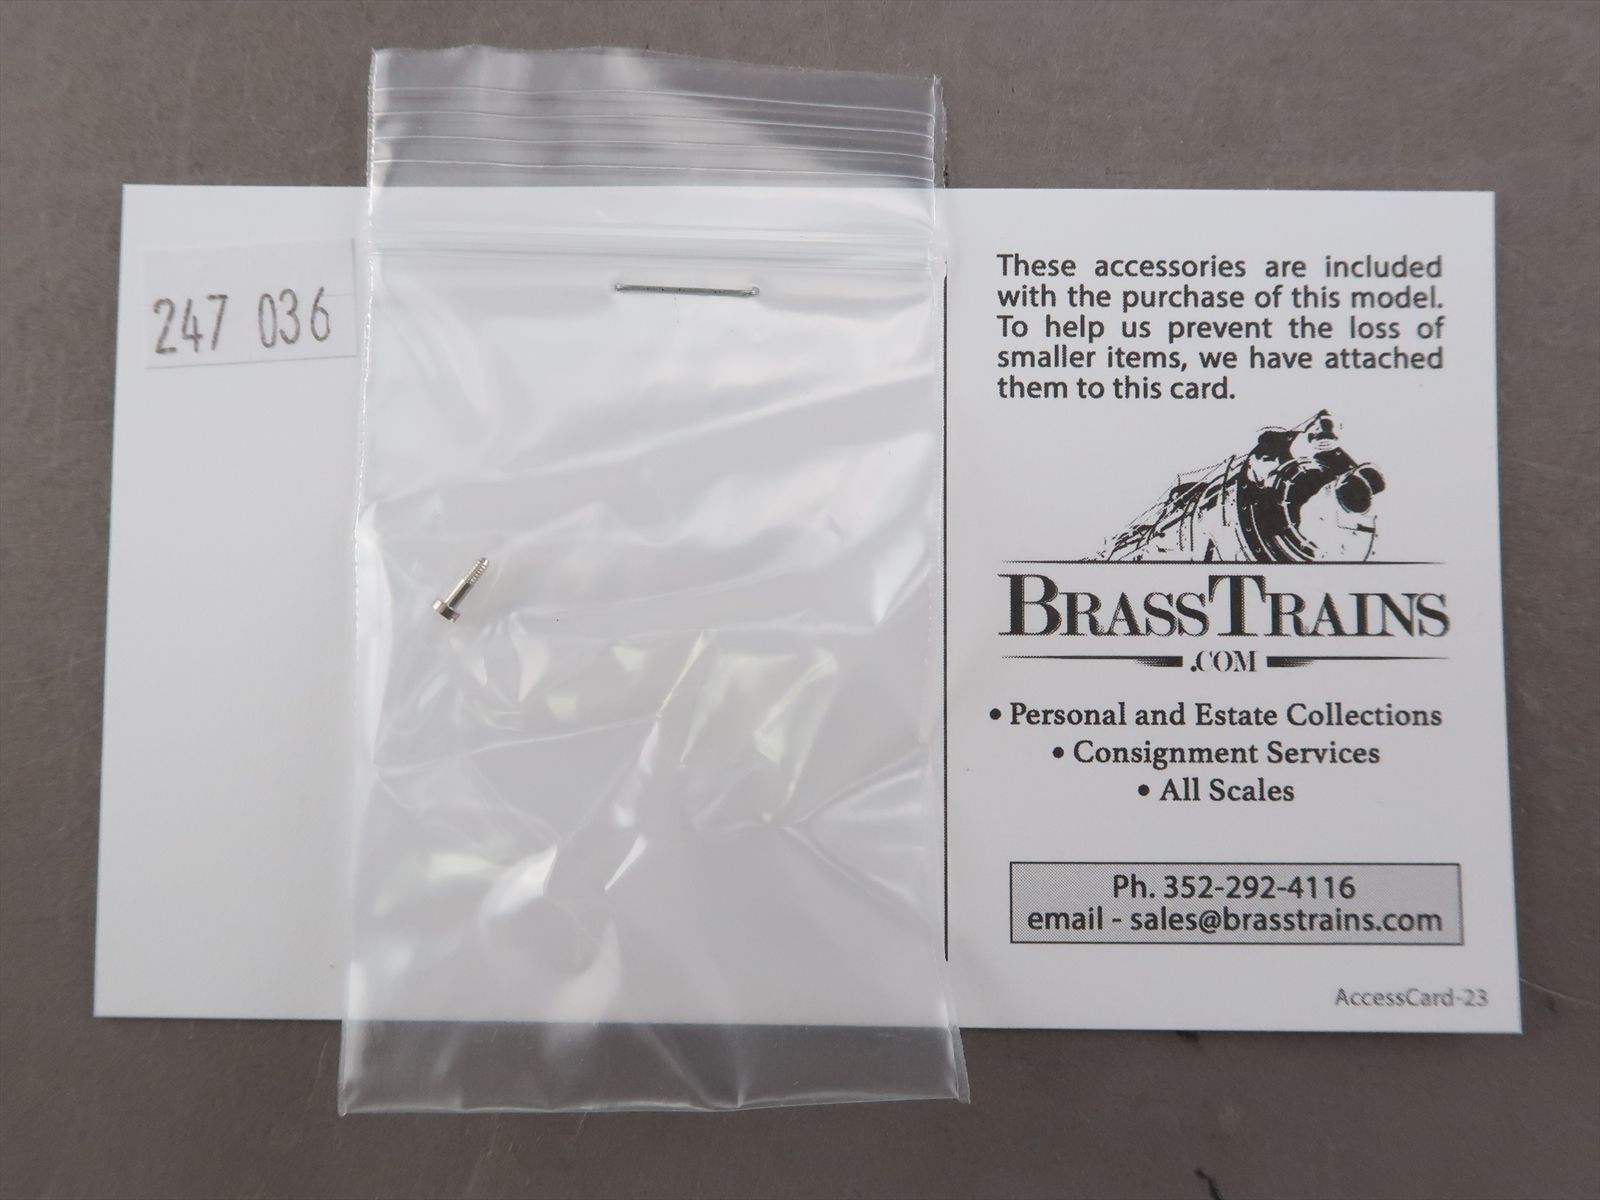 247 036
These accessories are included
with the purchase of this model.
To help us prevent the loss of
smaller items, we have attached
them to this card.
BRASSTRAINS
.COM
• Personal and Estate Collections
• Consignment Services
• All Scales
Ph. 352-292-4116
email - sales@brasstrains.com
AccessCard-23